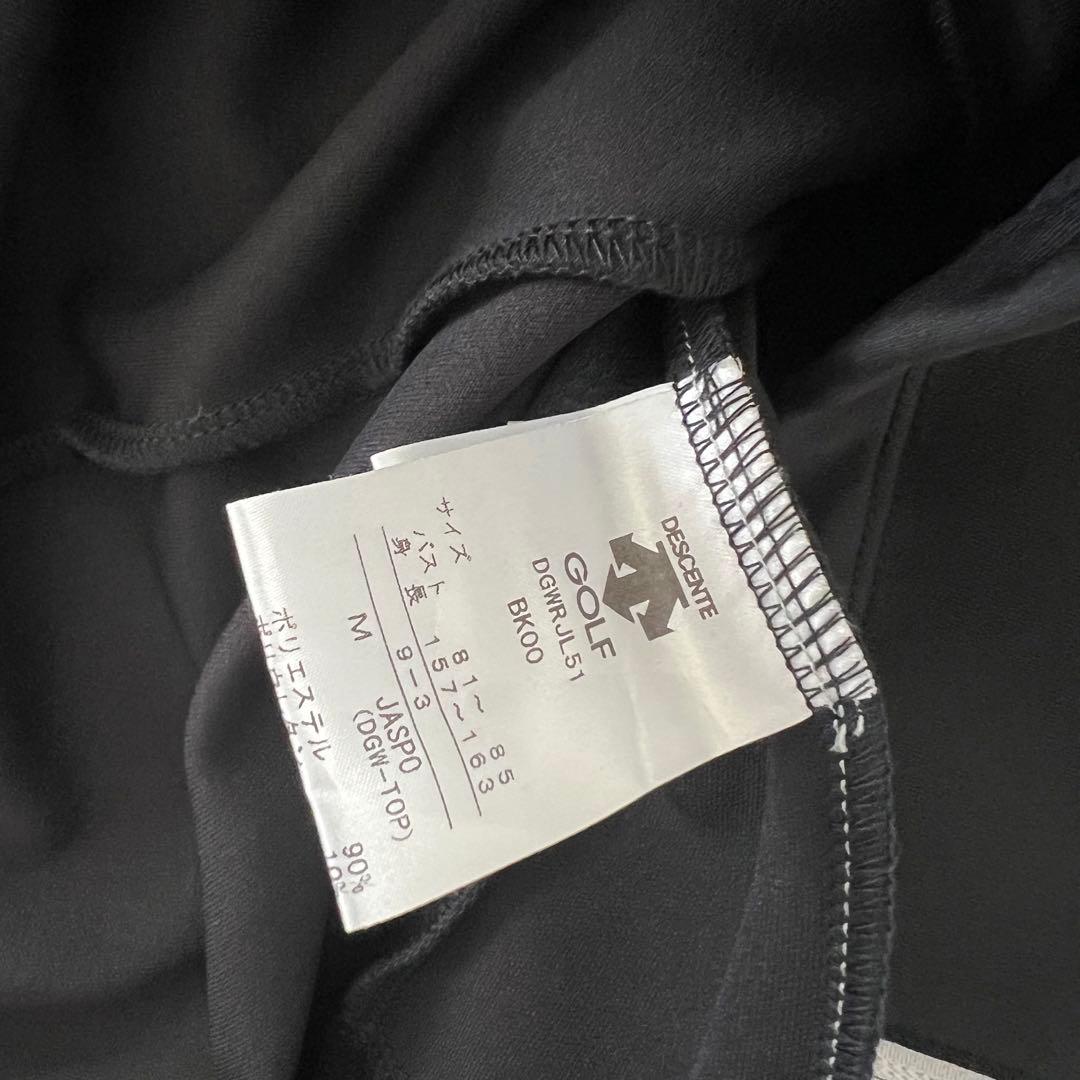 DESCENTE
GOLF
DGWRJL51
BK00
サイズ
バスト 81～ 85
身長 157～163
9-3
M JASPO
(DGW-TOP)
ポリエステル 90%